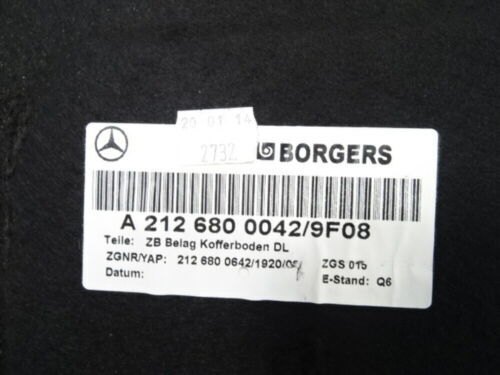 20 01 14
2732
BORGERS
A 212 680 0042/9F08
Teile: ZB Belag Kofferboden DL
ZGNR/YAP: 212 680 0642/1920/05 ZGS 015
Datum: E-Stand: Q6